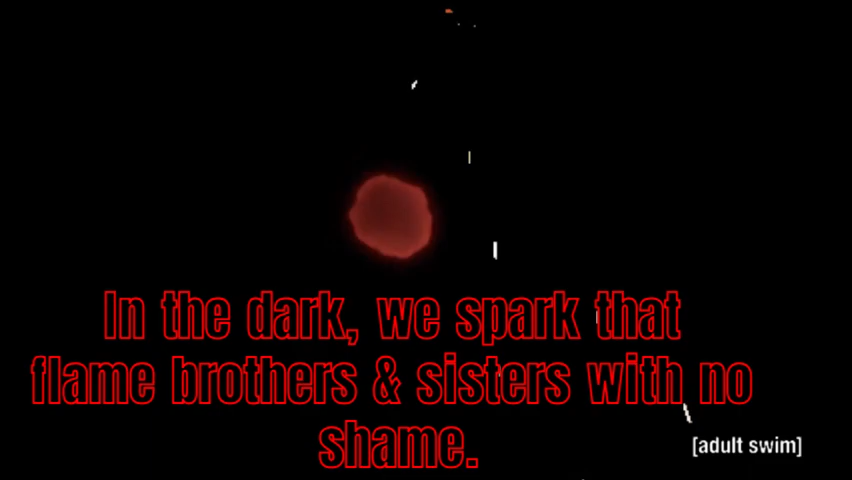 In the dark, we spark that
flame brothers & sisters with no
shame.
[adult swim]